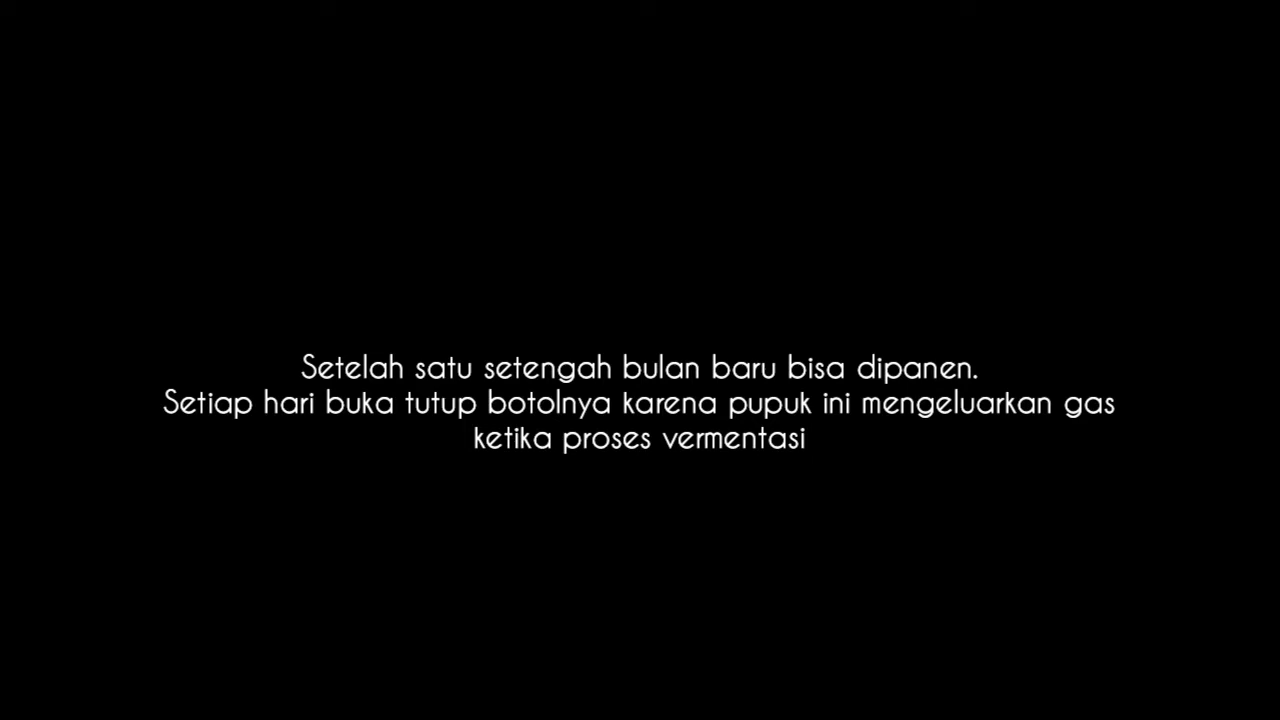 Setelah satu setengah bulan baru bisa dipanen.
Setiap hari buka tutup botolnya karena pupuk ini mengeluarkan gas
ketika proses vermentasi